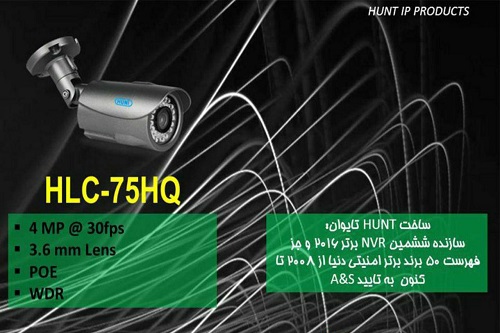 HUNT IP PRODUCTS
HUNT
HLC-75HQ
4 MP @ 30fps
3.6 mm Lens
POE
WDR
ساخت HUNT تایوان:
سازنده ششمین NVR برتر ۲۰۱۶ و جز
فهرست ۵۰ برند برتر امنیتی دنیا از ۲۰۰۸ تا
کنون به تایید A&S